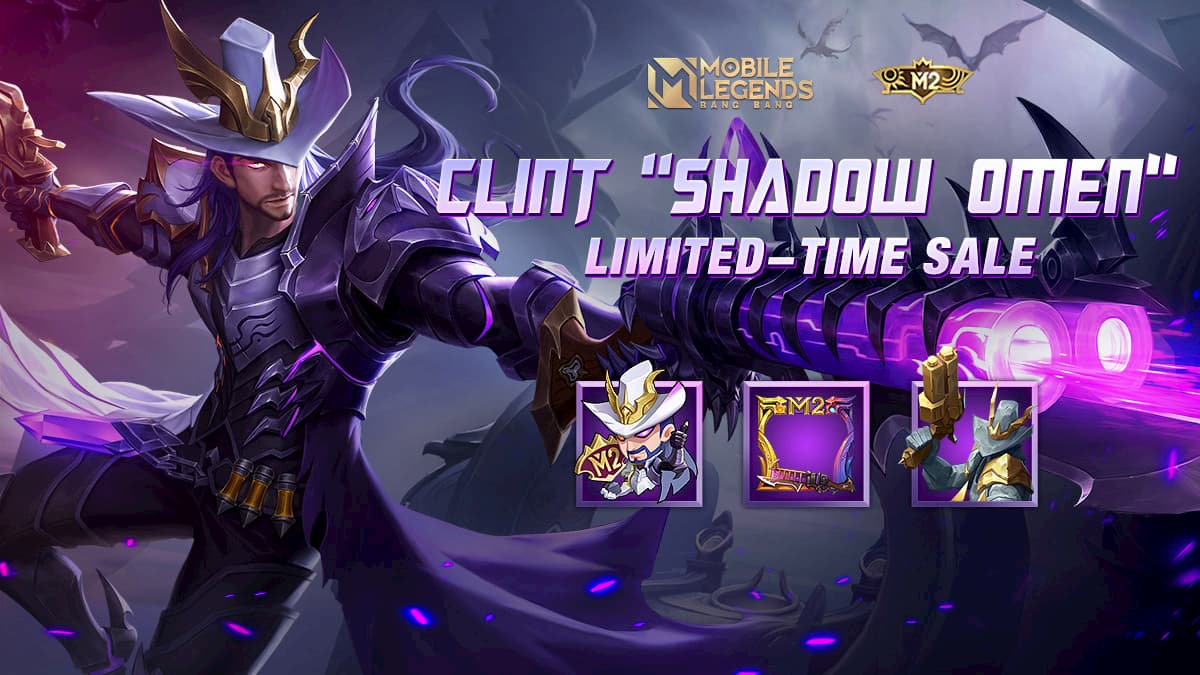 MOBILE
LEGENDS
BANG BANG
M2
CLINT "SHADOW OMEN"
LIMITED-TIME SALE
M2
M2